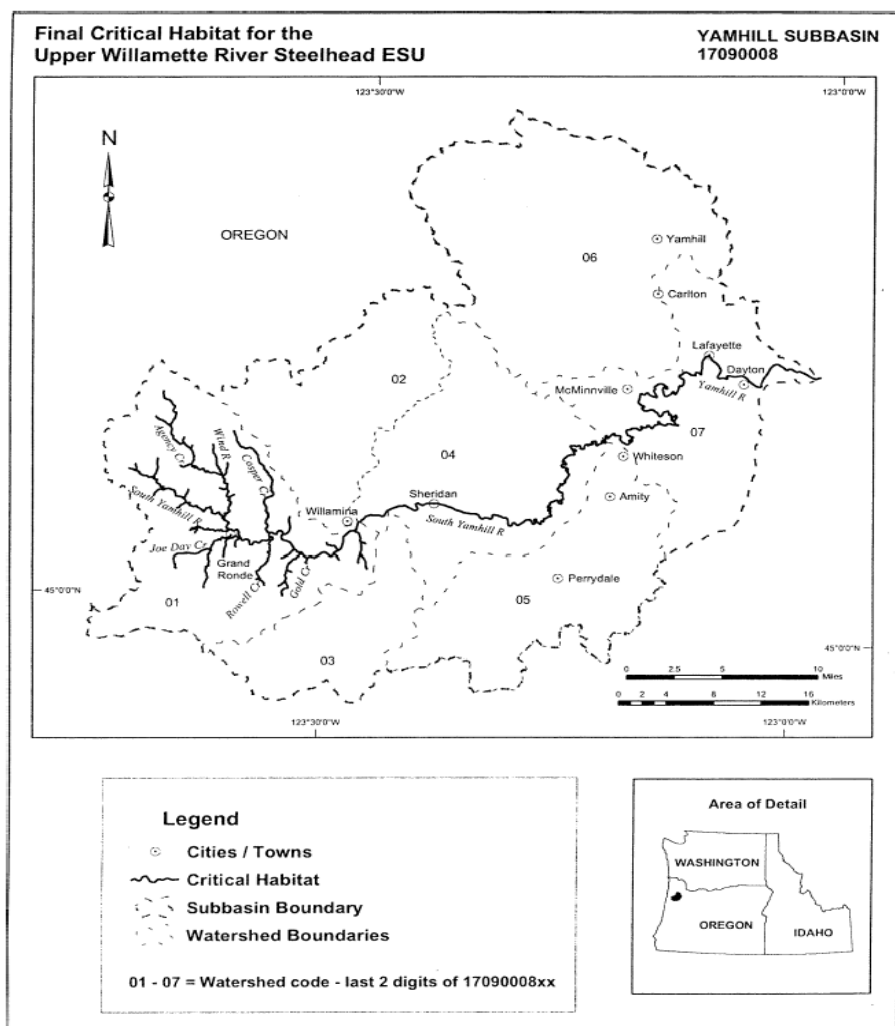 Final Critical Habitat for the
Upper Willamette River Steelhead ESU
YAMHILL SUBBASIN
17090008
123°30'0"W
123°0'0"W
N
OREGON
06
Yamhill
Carlton
Lafayette
Dayton
02
McMinnville
Yamhill R
07
04
Whiteson
Agency Cr
Wind R
Cosper Cr
Sheridan
Amity
Willamina
South Yamhill R
South Yamhill R
Joe Day Cr
Grand
Ronde
Rowell Cr
Gold Cr
Perrydale
45°0'0"N
01
05
03
45°0'0"N
0 2.5 5 10
Miles
0 2 4 8 12 16
Kilometers
123°30'0"W
123°0'0"W
Legend
Cities / Towns
Critical Habitat
Subbasin Boundary
Watershed Boundaries
01 - 07 = Watershed code - last 2 digits of 17090008xx
Area of Detail
WASHINGTON
OREGON
IDAHO